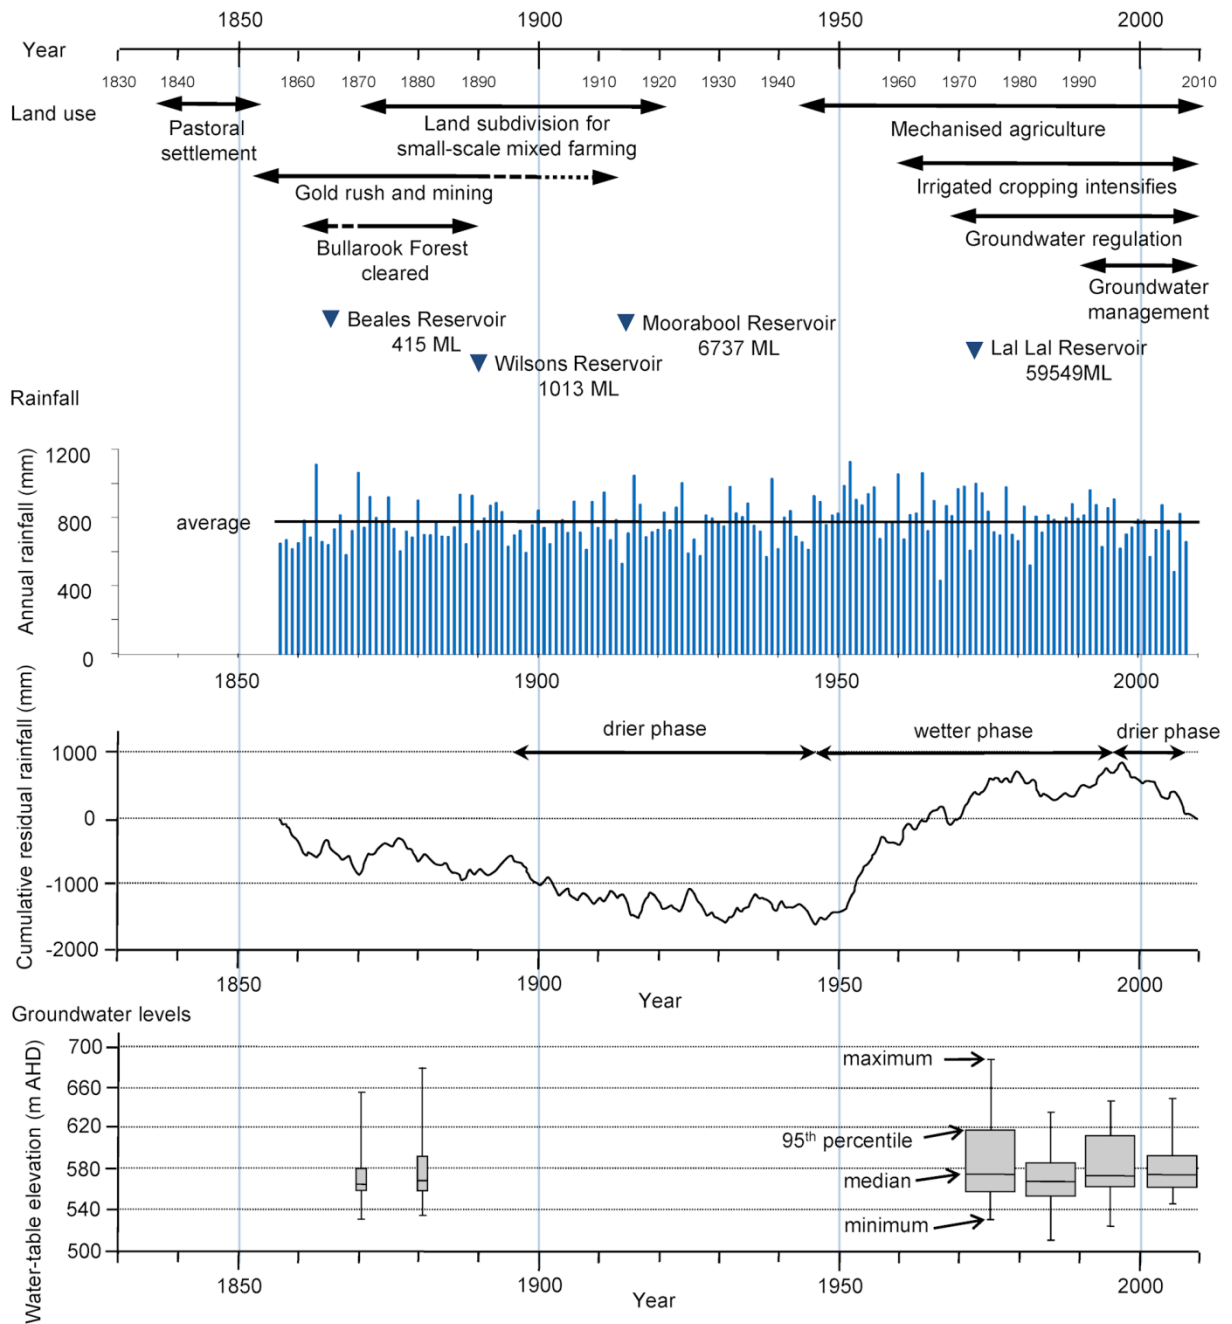 1850 1900 1950 2000
Year
1830 1840 1860 1870 1880 1890 1910 1920 1930 1940 1960 1970 1980 1990 2010
Land use
Pastoral
settlement
Land subdivision for
small-scale mixed farming
Mechanised agriculture
Gold rush and mining
Irrigated cropping intensifies
Bullarook Forest
cleared
Groundwater regulation
Groundwater
management
Beales Reservoir
415 ML
Wilsons Reservoir
1013 ML
Moorabool Reservoir
6737 ML
Lal Lal Reservoir
59549ML
Rainfall
Annual rainfall (mm)
1200
800
400
0
average
1850 1900 1950 2000
Cumulative residual rainfall (mm)
1000
0
-1000
-2000
drier phase
wetter phase
drier phase
1850 1900 1950 2000
Year
Groundwater levels
Water-table elevation (m AHD)
700
660
620
580
540
500
maximum
95th percentile
median
minimum
1850 1900 1950 2000
Year